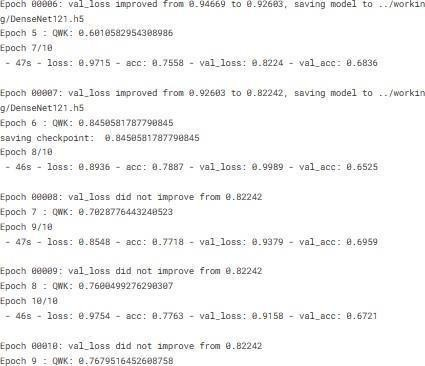 Epoch 00006: val_loss improved from 0.94669 to 0.92603, saving model to ../workin
g/DenseNet121.h5
Epoch 5 : QWK: 0.6010582954308986
Epoch 7/10
- 47s - loss: 0.9715 - acc: 0.7558 - val_loss: 0.8224 - val_acc: 0.6836
Epoch 00007: val_loss improved from 0.92603 to 0.82242, saving model to ../workin
g/DenseNet121.h5
Epoch 6 : QWK: 0.8450581787790845
saving checkpoint: 0.8450581787790845
Epoch 8/10
- 46s - loss: 0.8936 - acc: 0.7887 - val_loss: 0.9989 - val_acc: 0.6525
Epoch 00008: val_loss did not improve from 0.82242
Epoch 7 : QWK: 0.7028776443240523
Epoch 9/10
- 47s - loss: 0.8548 - acc: 0.7718 - val_loss: 0.9379 - val_acc: 0.6959
Epoch 00009: val_loss did not improve from 0.82242
Epoch 8 : QWK: 0.7600499276290307
Epoch 10/10
- 46s - loss: 0.9754 - acc: 0.7763 - val_loss: 0.9158 - val_acc: 0.6721
Epoch 00010: val_loss did not improve from 0.82242
Epoch 9 : QWK: 0.7679516452608758